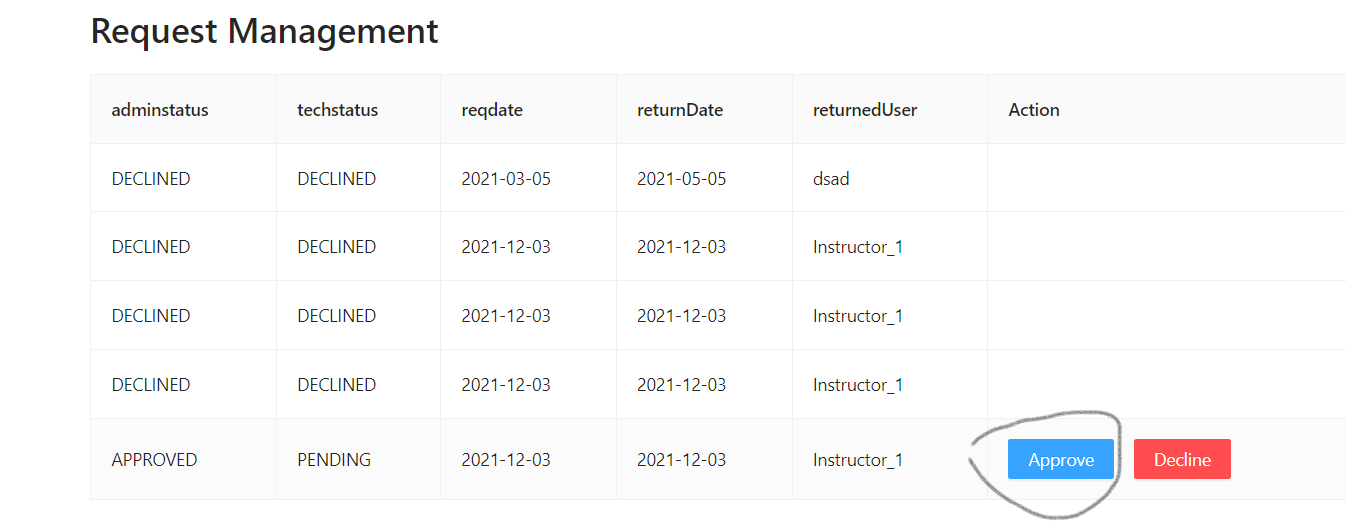 Request Management
adminstatus techstatus reqdate returnDate returnedUser Action
DECLINED DECLINED 2021-03-05 2021-05-05 dsad
DECLINED DECLINED 2021-12-03 2021-12-03 Instructor_1
DECLINED DECLINED 2021-12-03 2021-12-03 Instructor_1
DECLINED DECLINED 2021-12-03 2021-12-03 Instructor_1
APPROVED PENDING 2021-12-03 2021-12-03 Instructor_1 Approve Decline